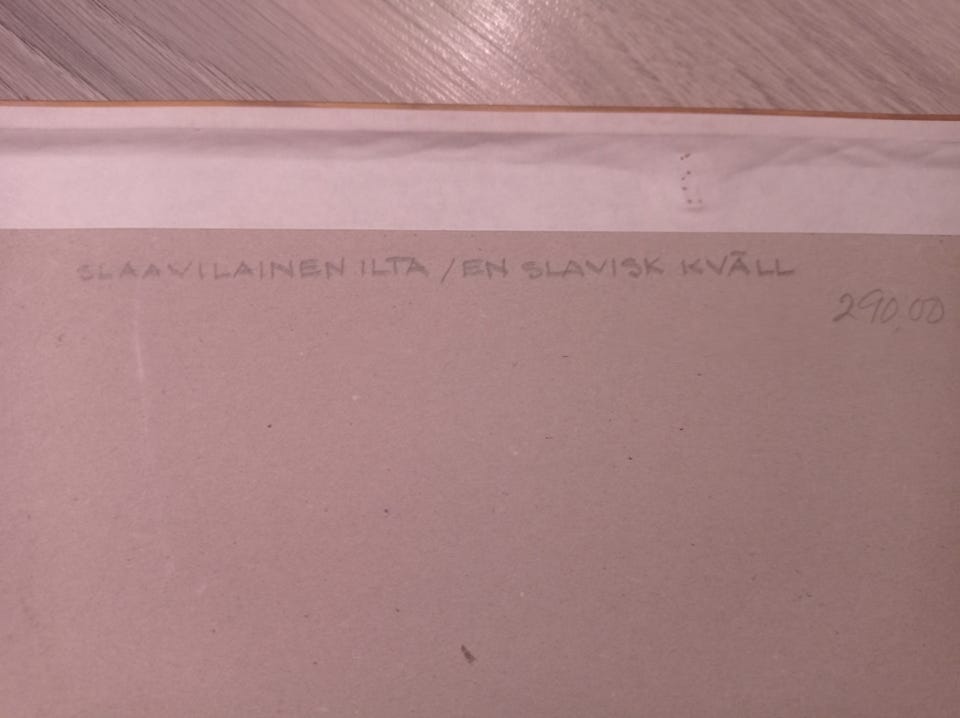 SLAAVILAINEN ILTA / EN SLAVISK KVÄLL
290,00